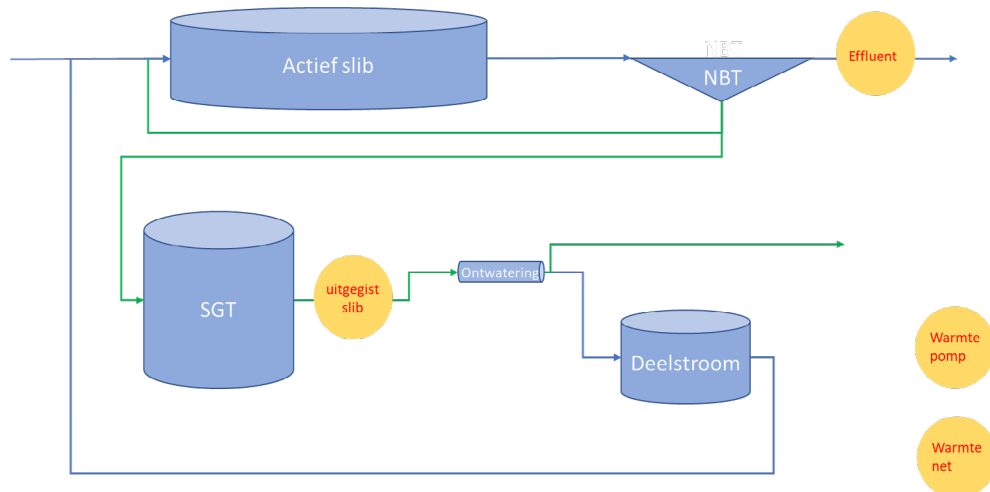 NBT
Actief slib
NBT
Effluent
SGT
uitgegist
slib
Ontwatering
Deelstroom
Warmte
pomp
Warmte
net